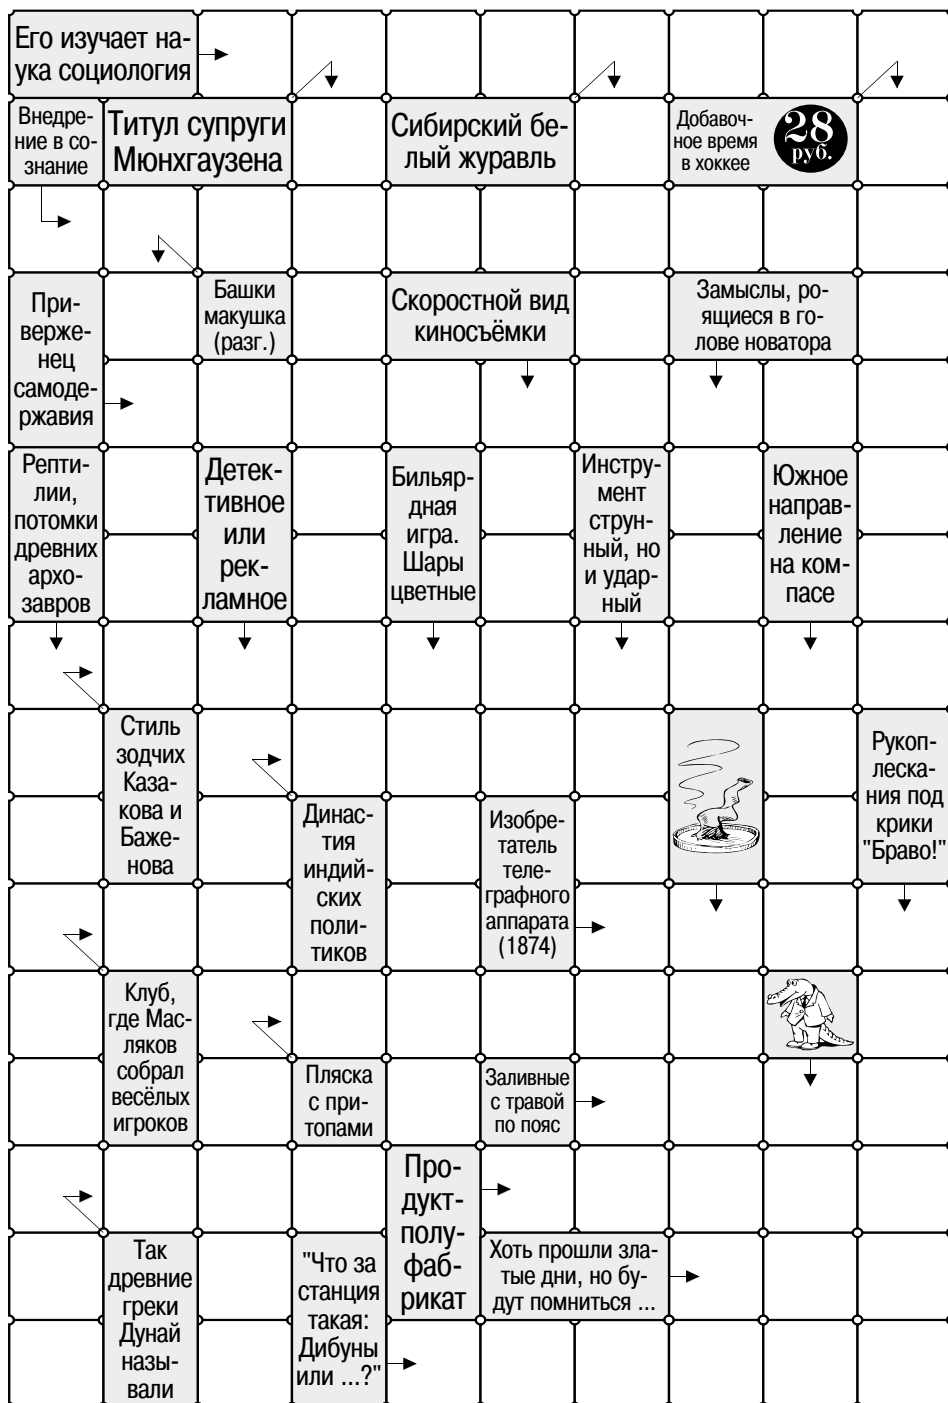 Его изучает на-
ука социология
Внедре-
ние в со-
знание
Титул супруги
Мюнхгаузена
Сибирский бе-
лый журавль
Добавоч-
ное время
в хоккее
28
руб.
При-
верже-
нец
самоде-
ржавия
Башки
макушка
(разг.)
Скоростной вид
киносъёмки
Замыслы, ро-
ящиеся в го-
лове новатора
Репти-
лии,
потомки
древних
архо-
завров
Детек-
тивное
или
рек-
ламное
Бильяр-
дная
игра.
Шары
цветные
Инстру-
мент
струн-
ный, но
и удар-
ный
Южное
направ-
ление
на ком-
пасе
Стиль
зодчих
Каза-
кова и
Баже-
нова
Динас-
тия
индий-
ских
поли-
тиков
Изобре-
татель
теле-
графного
аппарата
(1874)
Рукоп-
леска-
ния под
крики
"Браво!"
Клуб,
где Мас-
ляков
собрал
весёлых
игроков
Пляска
с при-
топами
Заливные
с травой
по пояс
Про-
дукт-
полу-
фаб-
рикат
Так
древние
греки
Дунай
назы-
вали
"Что за
станция
такая:
Дибуны
или ...?"
Хоть прошли зла-
тые дни, но бу-
дут помниться ...